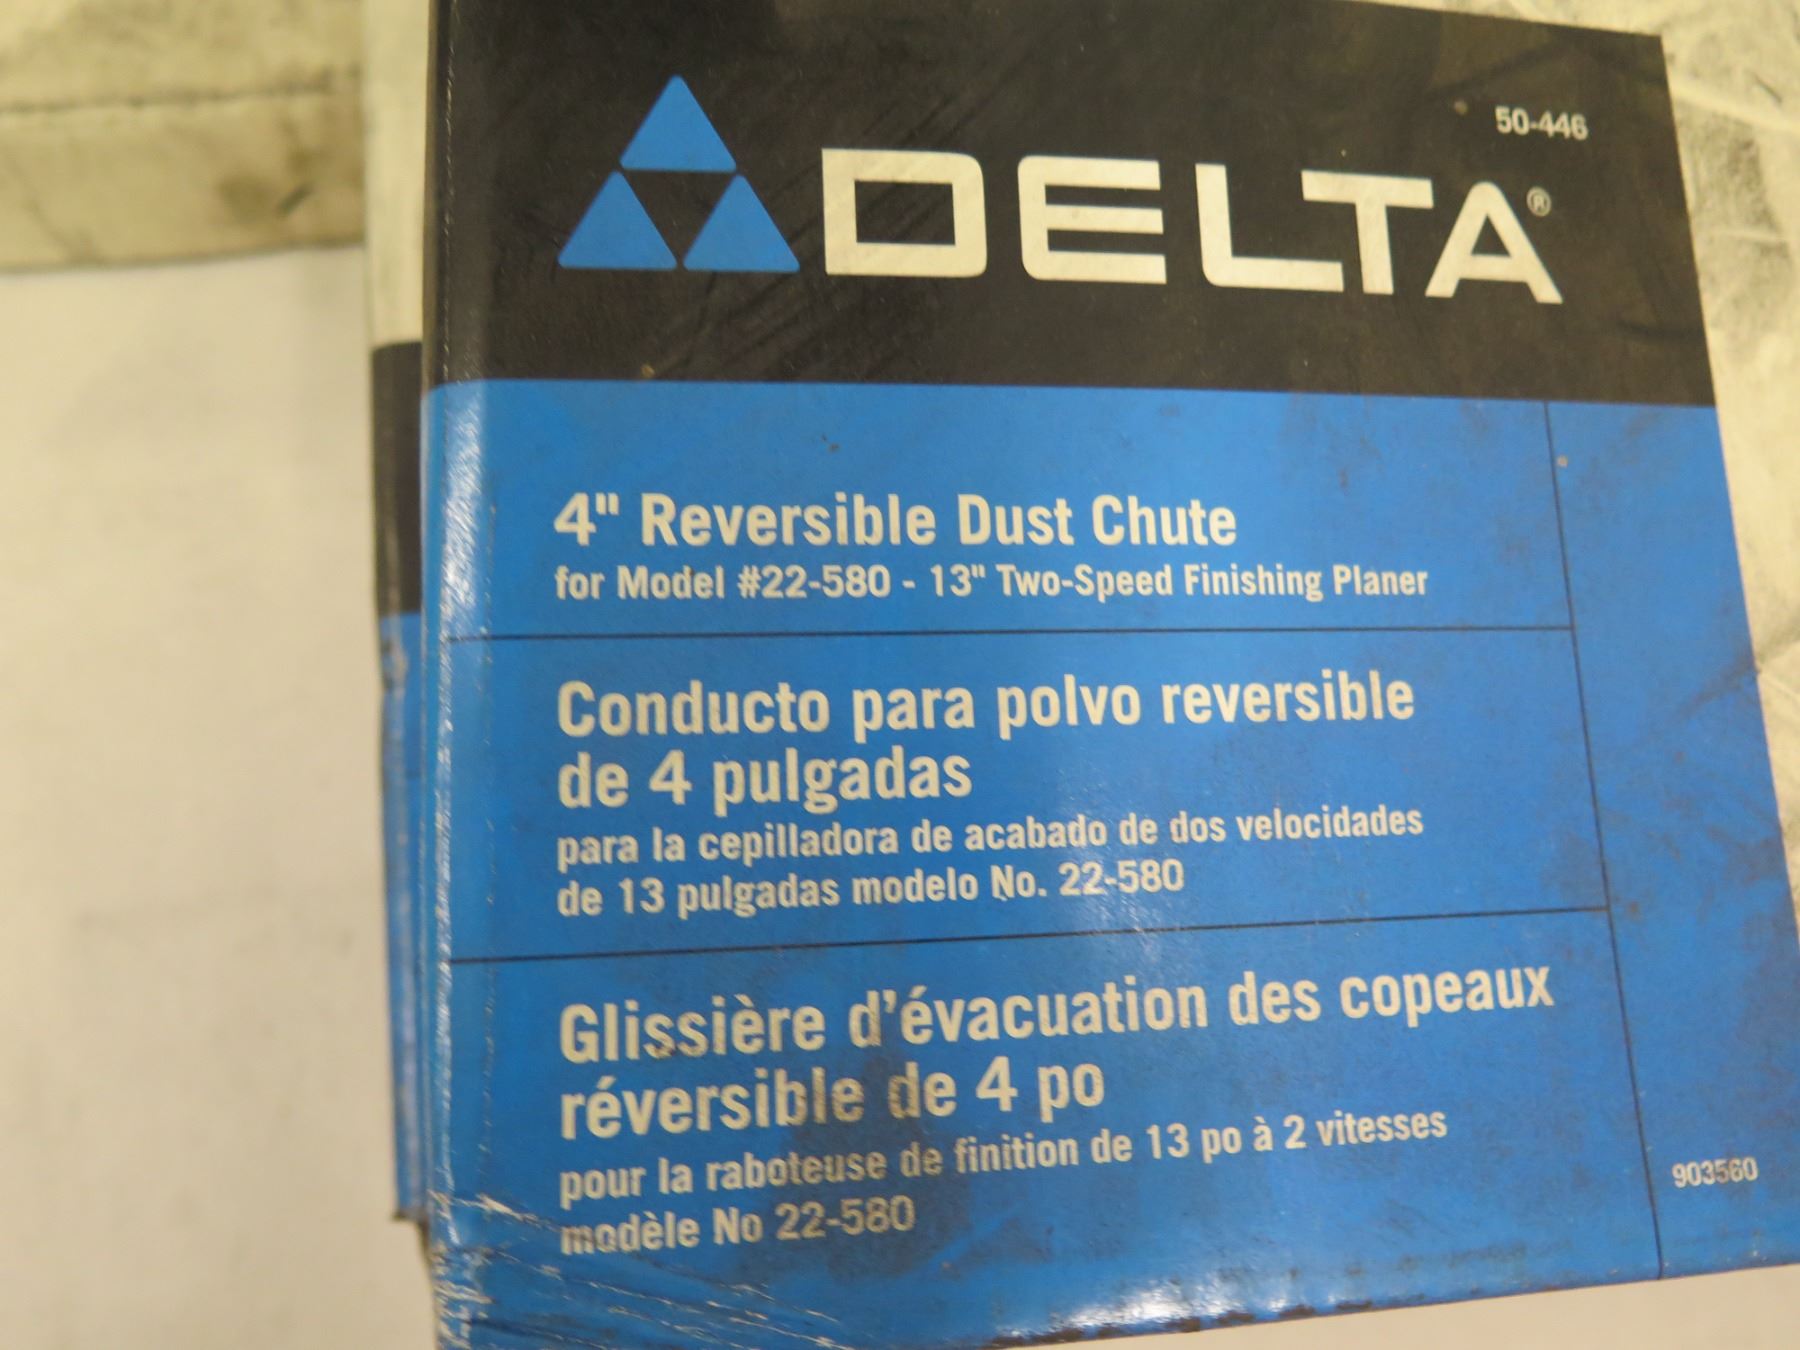 50-446
DELTA®
4" Reversible Dust Chute
for Model #22-580 - 13" Two-Speed Finishing Planer
Conducto para polvo reversible
de 4 pulgadas
para la cepilladora de acabado de dos velocidades
de 13 pulgadas modelo No. 22-580
Glissière d'évacuation des copeaux
réversible de 4 po
pour la raboteuse de finition de 13 po à 2 vitesses
modèle No 22-580
903560